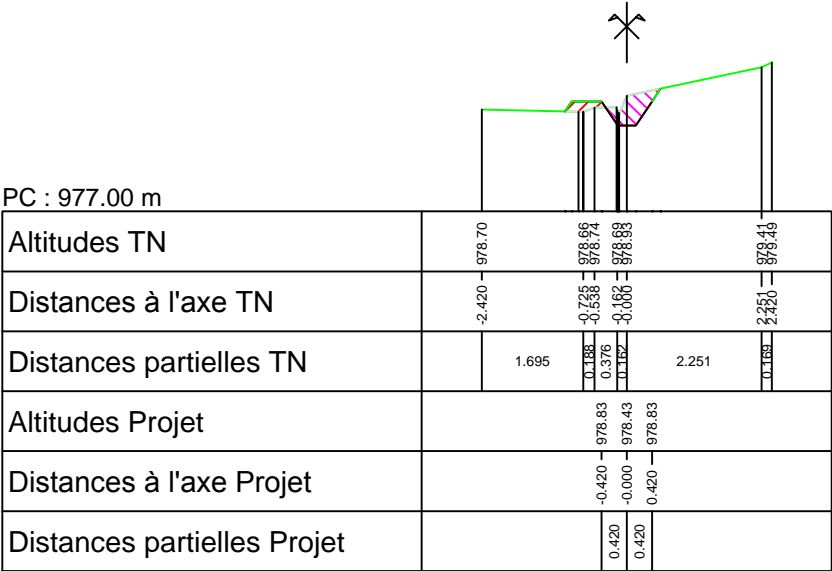 PC : 977.00 m
Altitudes TN 978.70 978.66 978.74 978.69 978.93 979.41 979.49
Distances à l'axe TN -2.420 -0.725 -0.538 -0.162 -0.000 2.251 2.420
Distances partielles TN 1.695 0.188 0.376 0.162 2.251 0.169
Altitudes Projet 978.83 978.43 978.83
Distances à l'axe Projet -0.420 -0.000 0.420
Distances partielles Projet 0.420 0.420